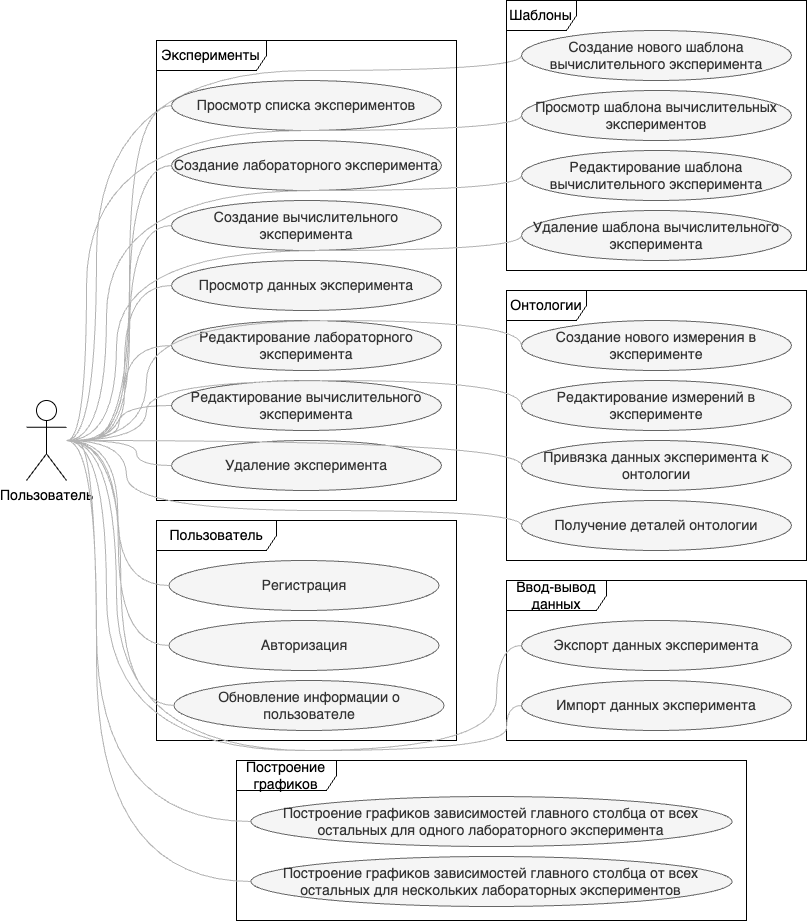 Эксперименты
Просмотр списка экспериментов
Создание лабораторного эксперимента
Создание вычислительного
эксперимента
Просмотр данных эксперимента
Редактирование лабораторного
эксперимента
Редактирование вычислительного
эксперимента
Удаление эксперимента
Шаблоны
Создание нового шаблона
вычислительного эксперимента
Просмотр шаблона вычислительных
экспериментов
Редактирование шаблона
вычислительного эксперимента
Удаление шаблона вычислительного
эксперимента
Онтологии
Создание нового измерения в
эксперименте
Редактирование измерений в
эксперименте
Привязка данных эксперимента к
онтологии
Получение деталей онтологии
Пользователь
Пользователь
Регистрация
Авторизация
Обновление информации о
пользователе
Ввод-вывод
данных
Экспорт данных эксперимента
Импорт данных эксперимента
Построение
графиков
Построение графиков зависимостей главного столбца от всех
остальных для одного лабораторного эксперимента
Построение графиков зависимостей главного столбца от всех
остальных для нескольких лабораторных экспериментов